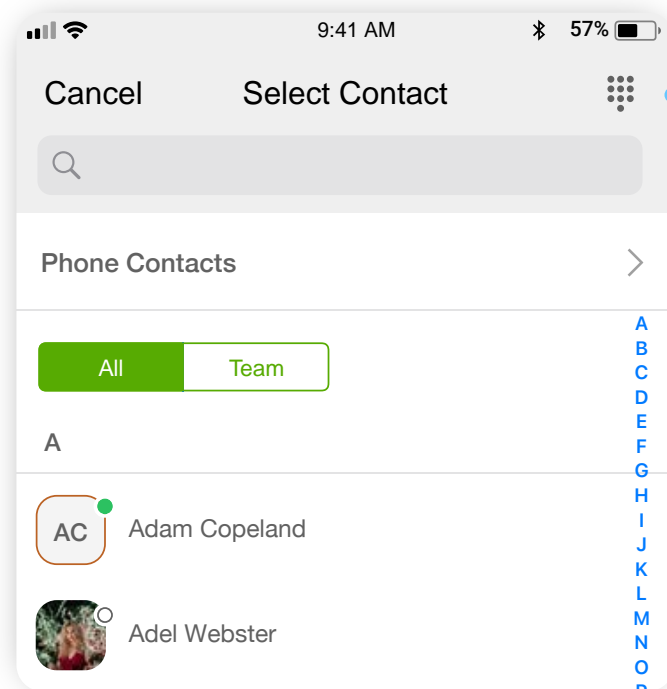 9:41 AM 57%
Cancel Select Contact
Phone Contacts
All Team
A
AC Adam Copeland
Adel Webster
A
B
C
D
E
F
G
H
I
J
K
L
M
N
O